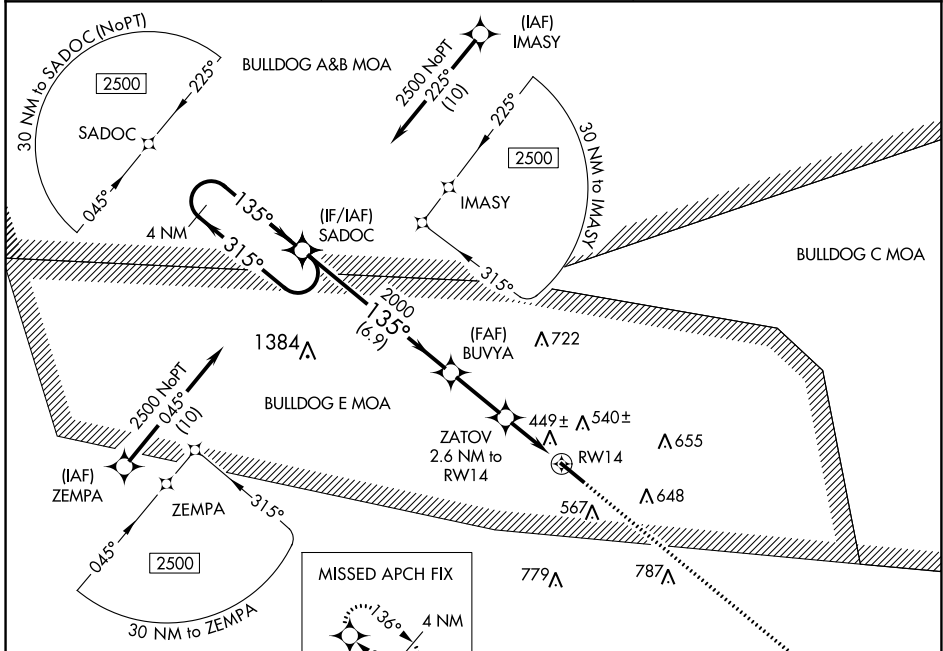 (IAF)
IMASY
30 NM to SADOC (NoPT)
2500
225°
SADOC
045°
BULLDOG A&B MOA
2500 NoPT
225°
(10)
225°
2500
30 NM to IMASY
IMASY
315°
135°
4 NM
315°
(IF/IAF)
SADOC
BULLDOG C MOA
2000
135°
(6.9)
(FAF)
BUVYA
722
1384
BULLDOG E MOA
2500 NoPT
045°
(10)
449±
540±
ZATOV
2.6 NM to
RW14
RW14
655
(IAF)
ZEMPA
ZEMPA
315°
045°
2500
30 NM to ZEMPA
567
648
MISSED APCH FIX
136°
4 NM
779
787